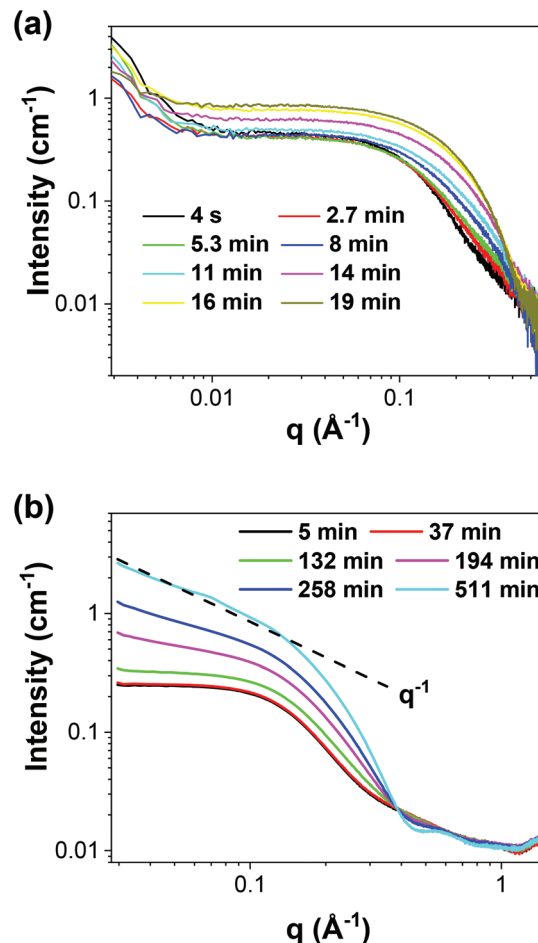 (a)
Intensity (cm⁻¹)
1
0.1
0.01
4 s 2.7 min
5.3 min 8 min
11 min 14 min
16 min 19 min
0.01 0.1
q (Å⁻¹)
(b)
Intensity (cm⁻¹)
5 min 37 min
132 min 194 min
258 min 511 min
1
q⁻¹
0.1
0.01
0.1 1
q (Å⁻¹)